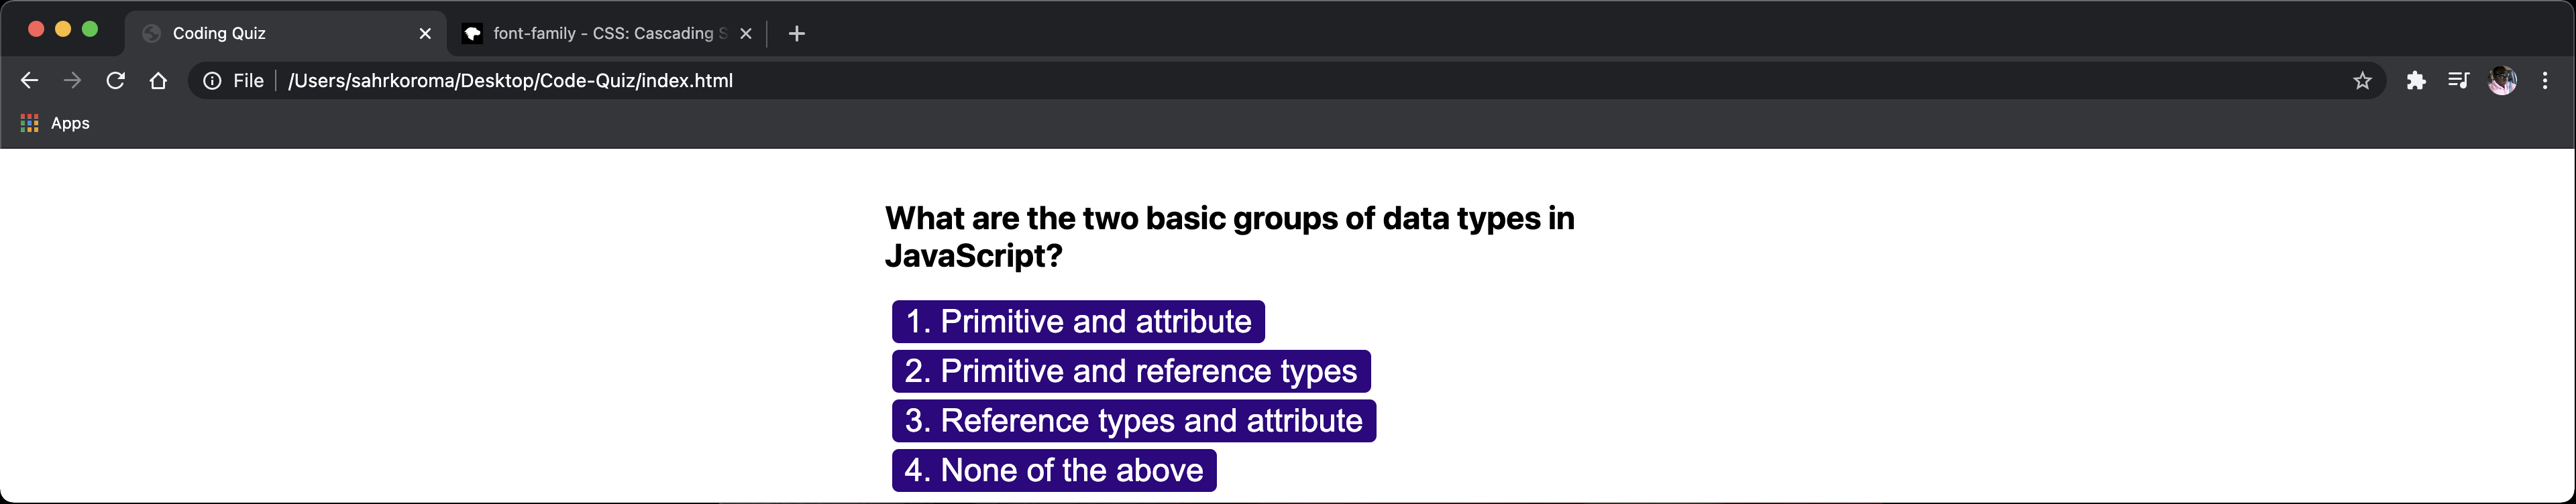 Coding Quiz
font-family - CSS: Cascading S
File
/Users/sahrkoroma/Desktop/Code-Quiz/index.html
Apps
What are the two basic groups of data types in
JavaScript?
1. Primitive and attribute
2. Primitive and reference types
3. Reference types and attribute
4. None of the above